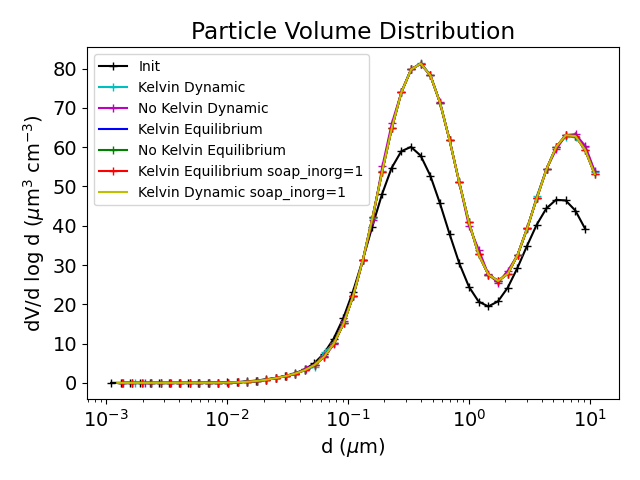 Particle Volume Distribution
dV/d log d (μm³ cm⁻³)
80
70
60
50
40
30
20
10
0
Init
Kelvin Dynamic
No Kelvin Dynamic
Kelvin Equilibrium
No Kelvin Equilibrium
Kelvin Equilibrium soap_inorg=1
Kelvin Dynamic soap_inorg=1
10⁻³ 10⁻² 10⁻¹ 10⁰ 10¹
d (μm)